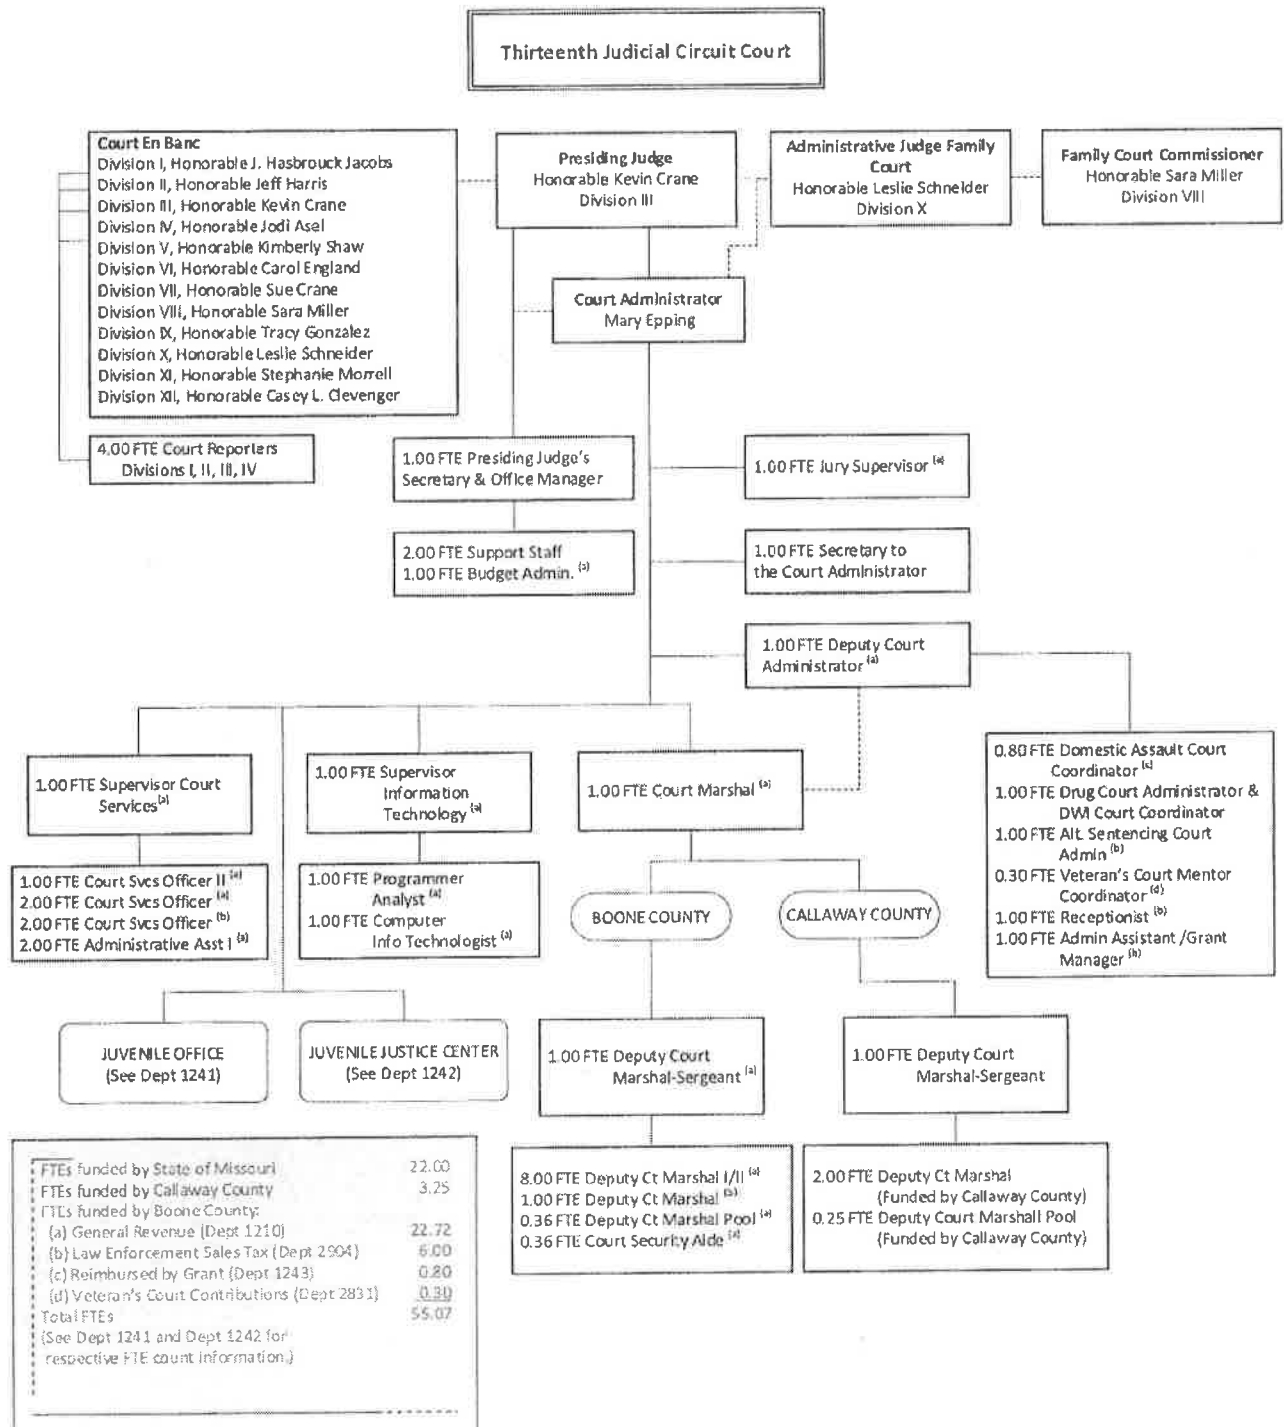 Thirteenth Judicial Circuit Court
Court En Banc
Division I, Honorable J. Hasbrouck Jacobs
Division II, Honorable Jeff Harris
Division III, Honorable Kevin Crane
Division IV, Honorable Jodi Asel
Division V, Honorable Kimberly Shaw
Division VI, Honorable Carol England
Division VII, Honorable Sue Crane
Division VIII, Honorable Sara Miller
Division IX, Honorable Tracy Gonzalez
Division X, Honorable Leslie Schneider
Division XI, Honorable Stephanie Morrell
Division XII, Honorable Casey L. Clevenger
Presiding Judge
Honorable Kevin Crane
Division III
Administrative Judge Family
Court
Honorable Leslie Schneider
Division X
Family Court Commissioner
Honorable Sara Miller
Division VIII
Court Administrator
Mary Epping
4.00 FTE Court Reporters
Divisions I, II, III, IV
1.00 FTE Presiding Judge's
Secretary & Office Manager
1.00 FTE Jury Supervisor (a)
2.00 FTE Support Staff
1.00 FTE Budget Admin. (a)
1.00 FTE Secretary to
the Court Administrator
1.00 FTE Deputy Court
Administrator (a)
1.00 FTE Supervisor Court
Services (a)
1.00 FTE Supervisor
Information
Technology (a)
1.00 FTE Court Marshal (a)
0.80 FTE Domestic Assault Court
Coordinator (c)
1.00 FTE Drug Court Administrator &
DWI Court Coordinator
1.00 FTE Alt. Sentencing Court
Admin (b)
0.30 FTE Veteran's Court Mentor
Coordinator (d)
1.00 FTE Receptionist (b)
1.00 FTE Admin Assistant /Grant
Manager (b)
1.00 FTE Court Svcs Officer II (a)
2.00 FTE Court Svcs Officer (a)
2.00 FTE Court Svcs Officer (b)
2.00 FTE Administrative Asst I (a)
1.00 FTE Programmer
Analyst (a)
1.00 FTE Computer
Info Technologist (a)
BOONE COUNTY
CALLAWAY COUNTY
JUVENILE OFFICE
(See Dept 1241)
JUVENILE JUSTICE CENTER
(See Dept 1242)
1.00 FTE Deputy Court
Marshal-Sergeant (a)
1.00 FTE Deputy Court
Marshal-Sergeant
8.00 FTE Deputy Ct Marshal I/II (a)
1.00 FTE Deputy Ct Marshal (b)
0.36 FTE Deputy Ct Marshal Pool (a)
0.36 FTE Court Security Aide (a)
2.00 FTE Deputy Ct Marshal
(Funded by Callaway County)
0.25 FTE Deputy Court Marshall Pool
(Funded by Callaway County)
FTEs funded by State of Missouri 22.00
FTEs funded by Callaway County 3.25
FTEs funded by Boone County:
(a) General Revenue (Dept 1210) 22.72
(b) Law Enforcement Sales Tax (Dept 2904) 6.00
(c) Reimbursed by Grant (Dept 1243) 0.80
(d) Veteran's Court Contributions (Dept 2831) 0.30
Total FTEs 55.07
(See Dept 1241 and Dept 1242 for
respective FTE count information.)